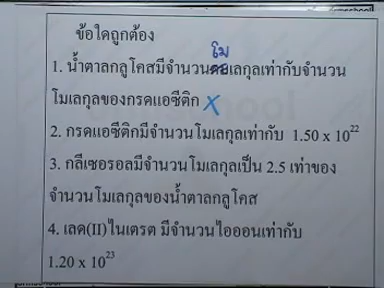 ข้อใดถูกต้อง
โม
1. น้ำตาลกลูโคสมีจำนวนเลกุลเท่ากับจำนวน
โมเลกุลของกรดแอซีติก X
2. กรดแอซีติกมีจำนวนโมเลกุลเท่ากับ 1.50 x 10²²
3. กลีเซอรอลมีจำนวนโมเลกุลเป็น 2.5 เท่าของ
จำนวนโมเลกุลของน้ำตาลกลูโคส
4. เลด(II)ไนเตรต มีจำนวนไอออนเท่ากับ
1.20 x 10²³